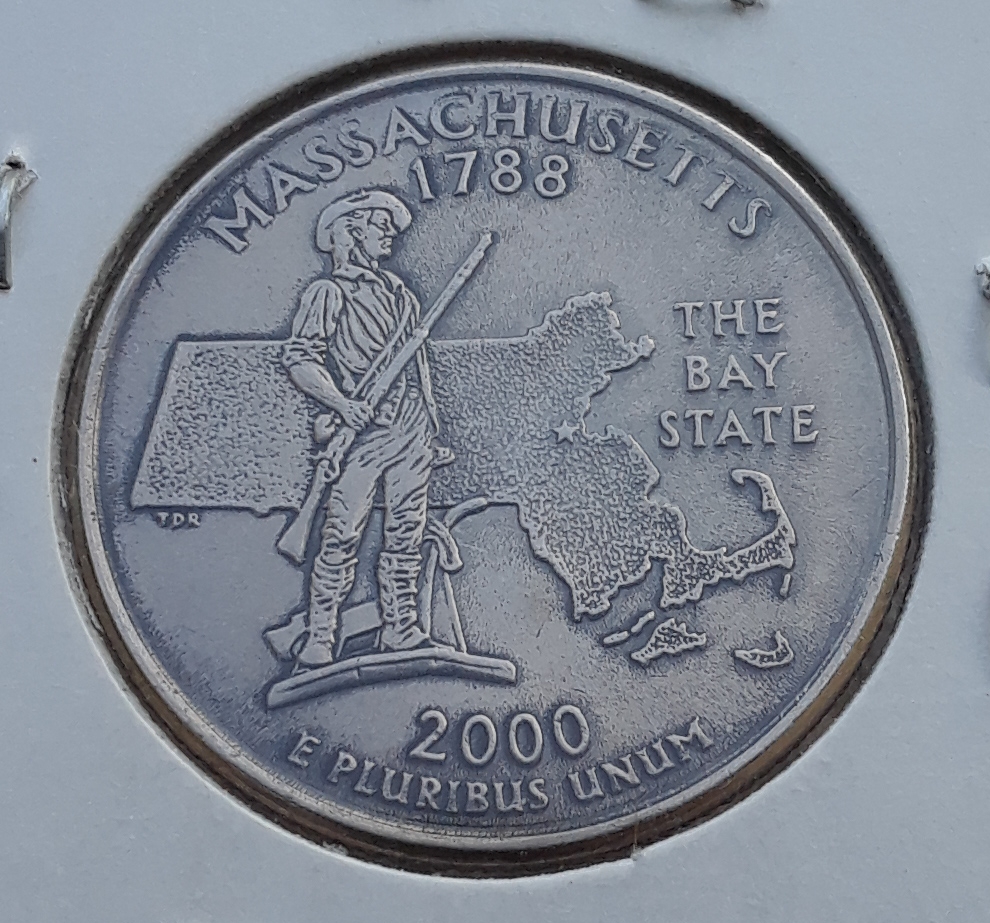 MASSACHUSETTS
1788
THE
BAY
STATE
TDR
2000
E PLURIBUS UNUM